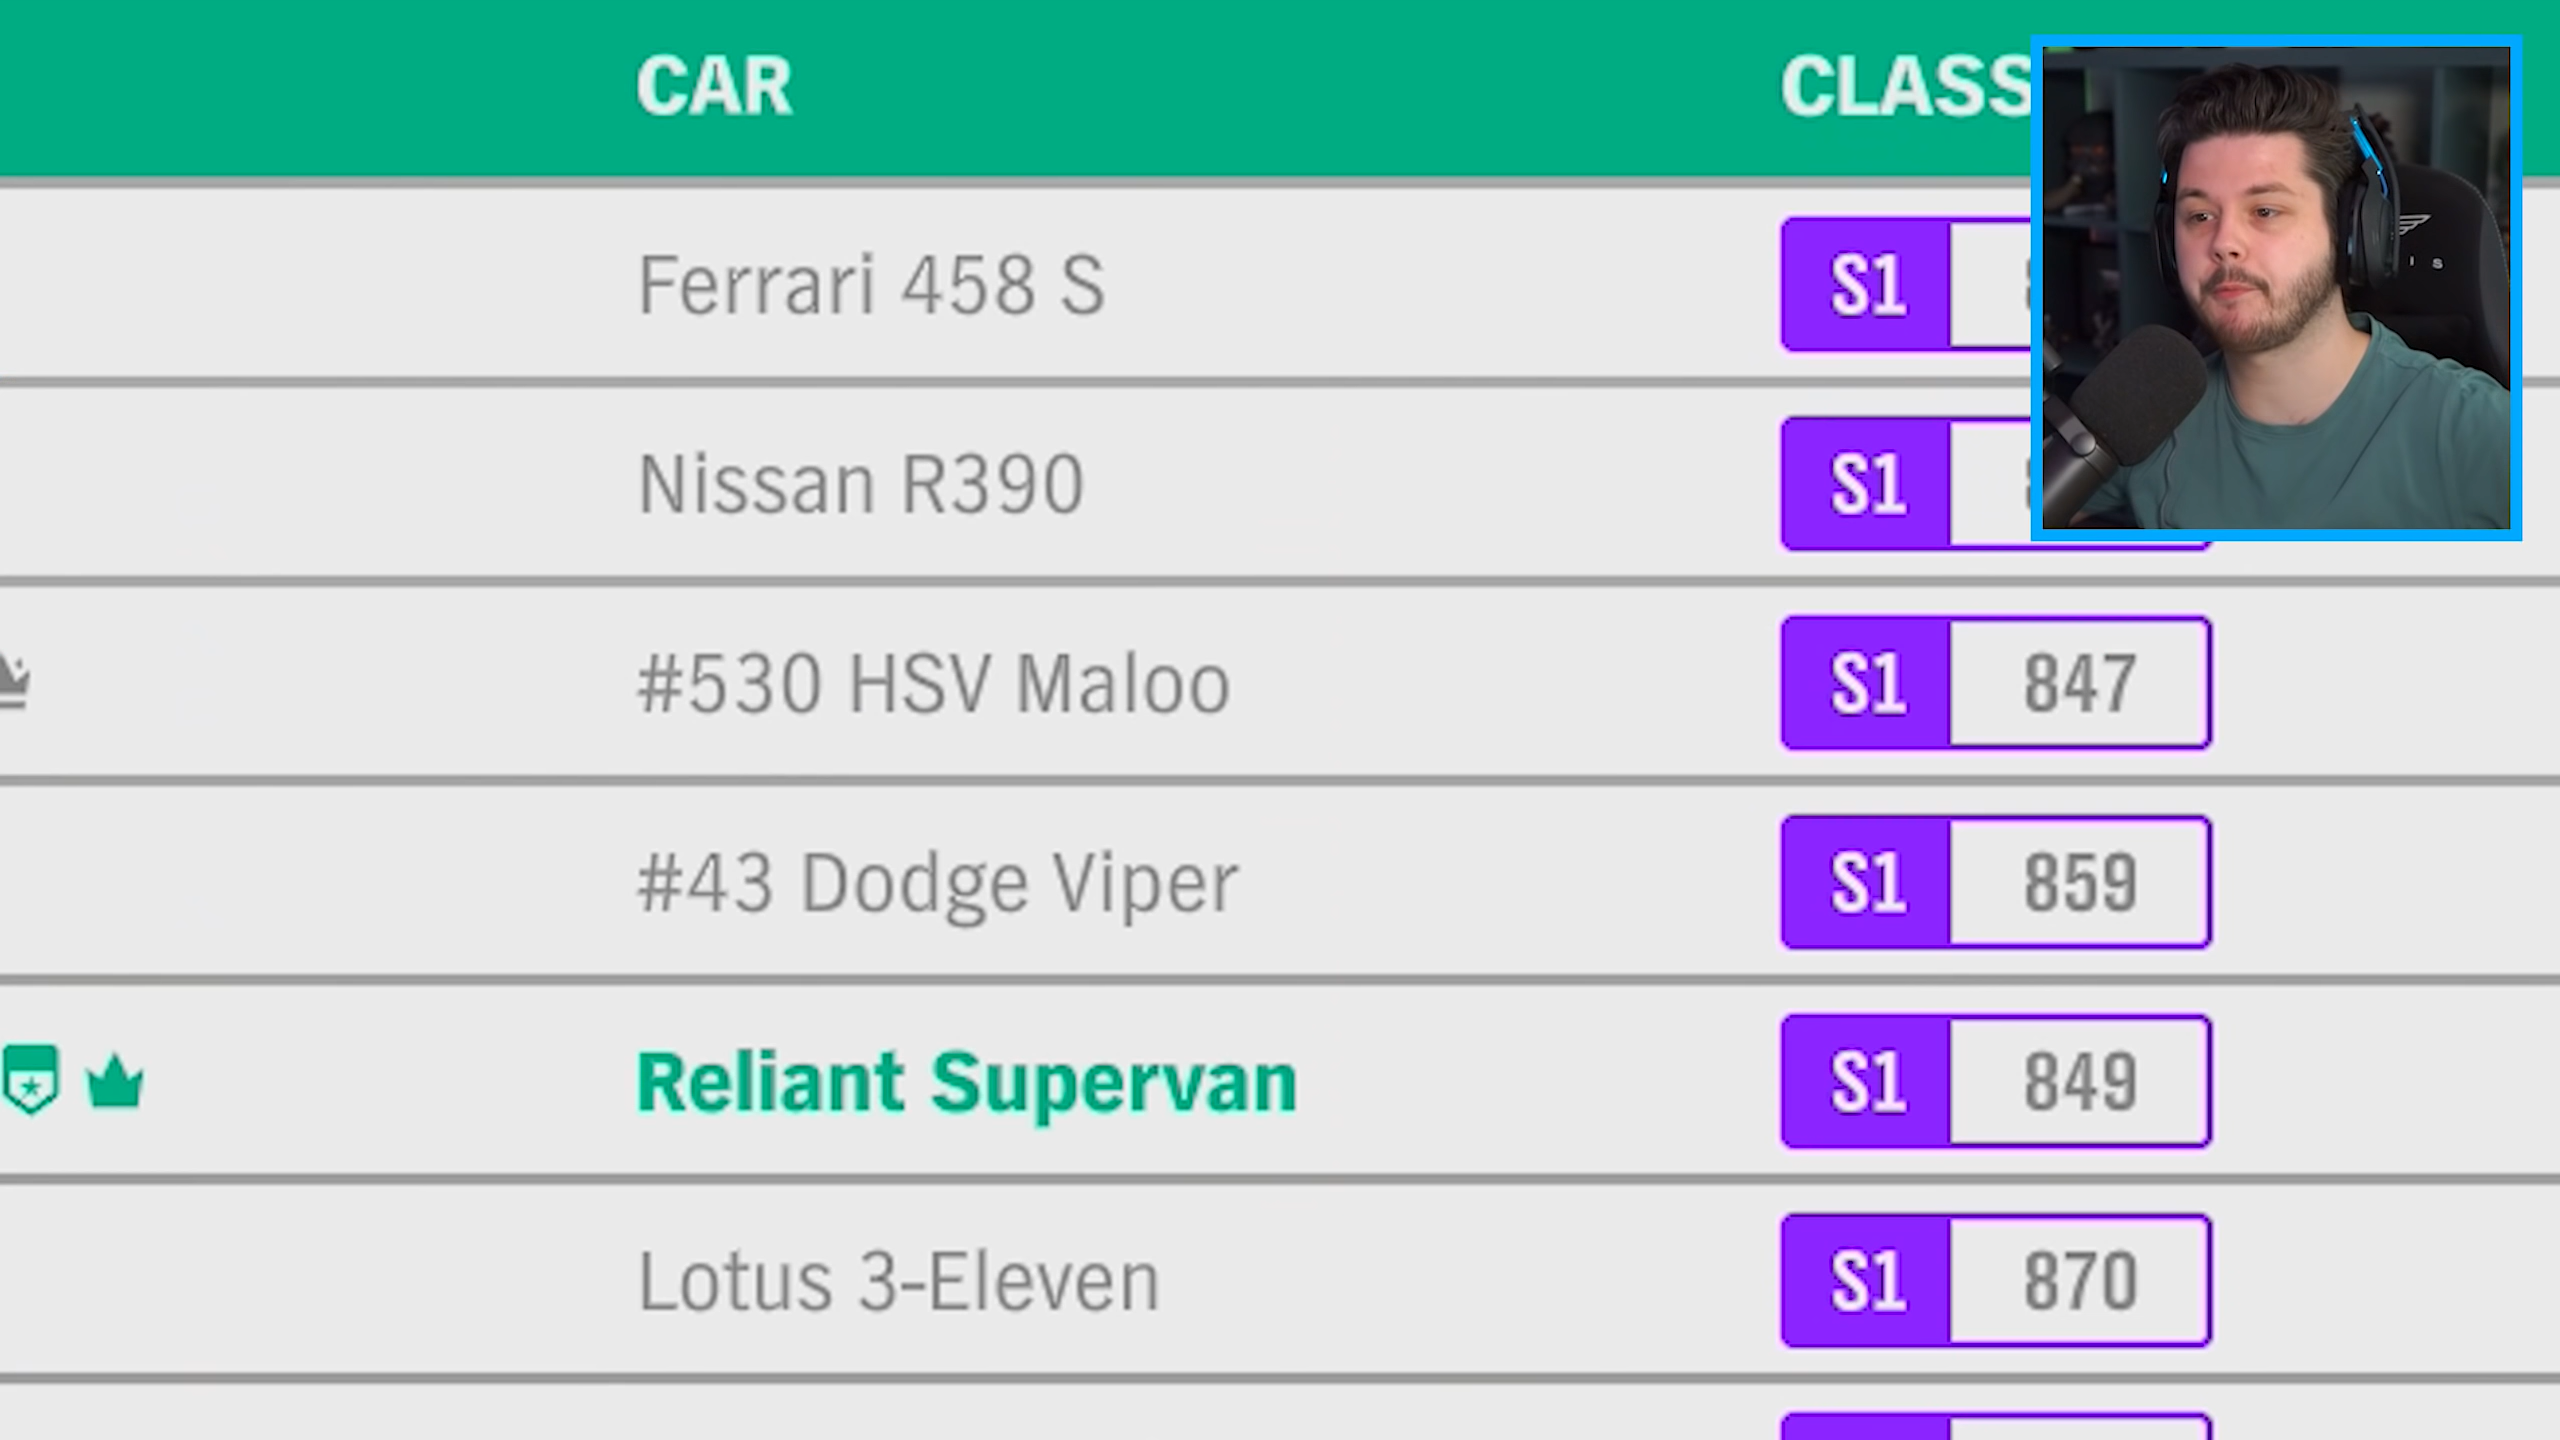 CAR CLASS
Ferrari 458 S S1
Nissan R390 S1
#530 HSV Maloo S1 847
#43 Dodge Viper S1 859
Reliant Supervan S1 849
Lotus 3-Eleven S1 870